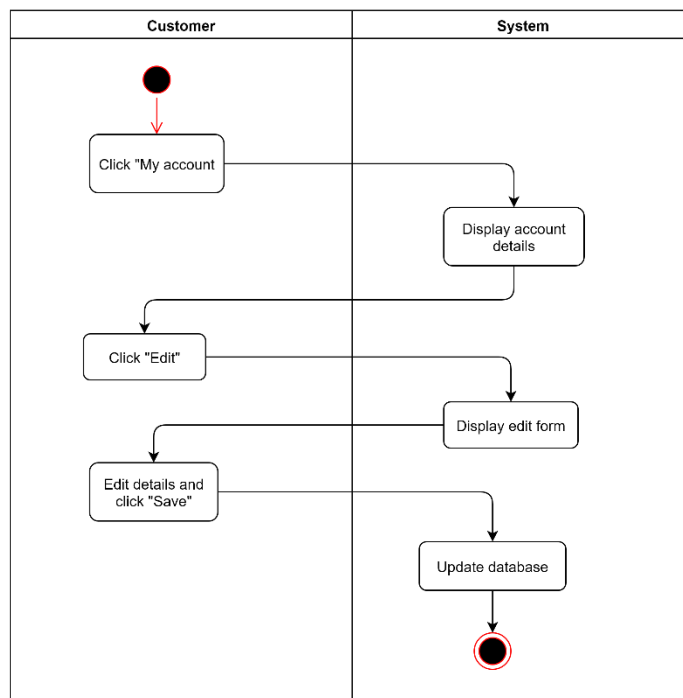 Customer
System
Click "My account
Display account
details
Click "Edit"
Display edit form
Edit details and
click "Save"
Update database